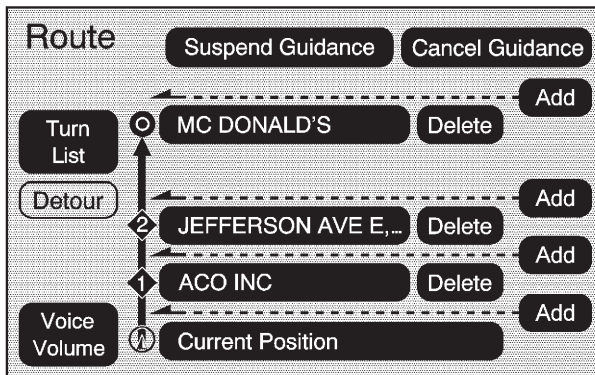 Route
Suspend Guidance
Cancel Guidance
Add
MC DONALD'S
Delete
Turn
List
Detour
Add
2
JEFFERSON AVE E,...
Delete
Add
1
ACO INC
Delete
Add
Voice
Volume
Current Position